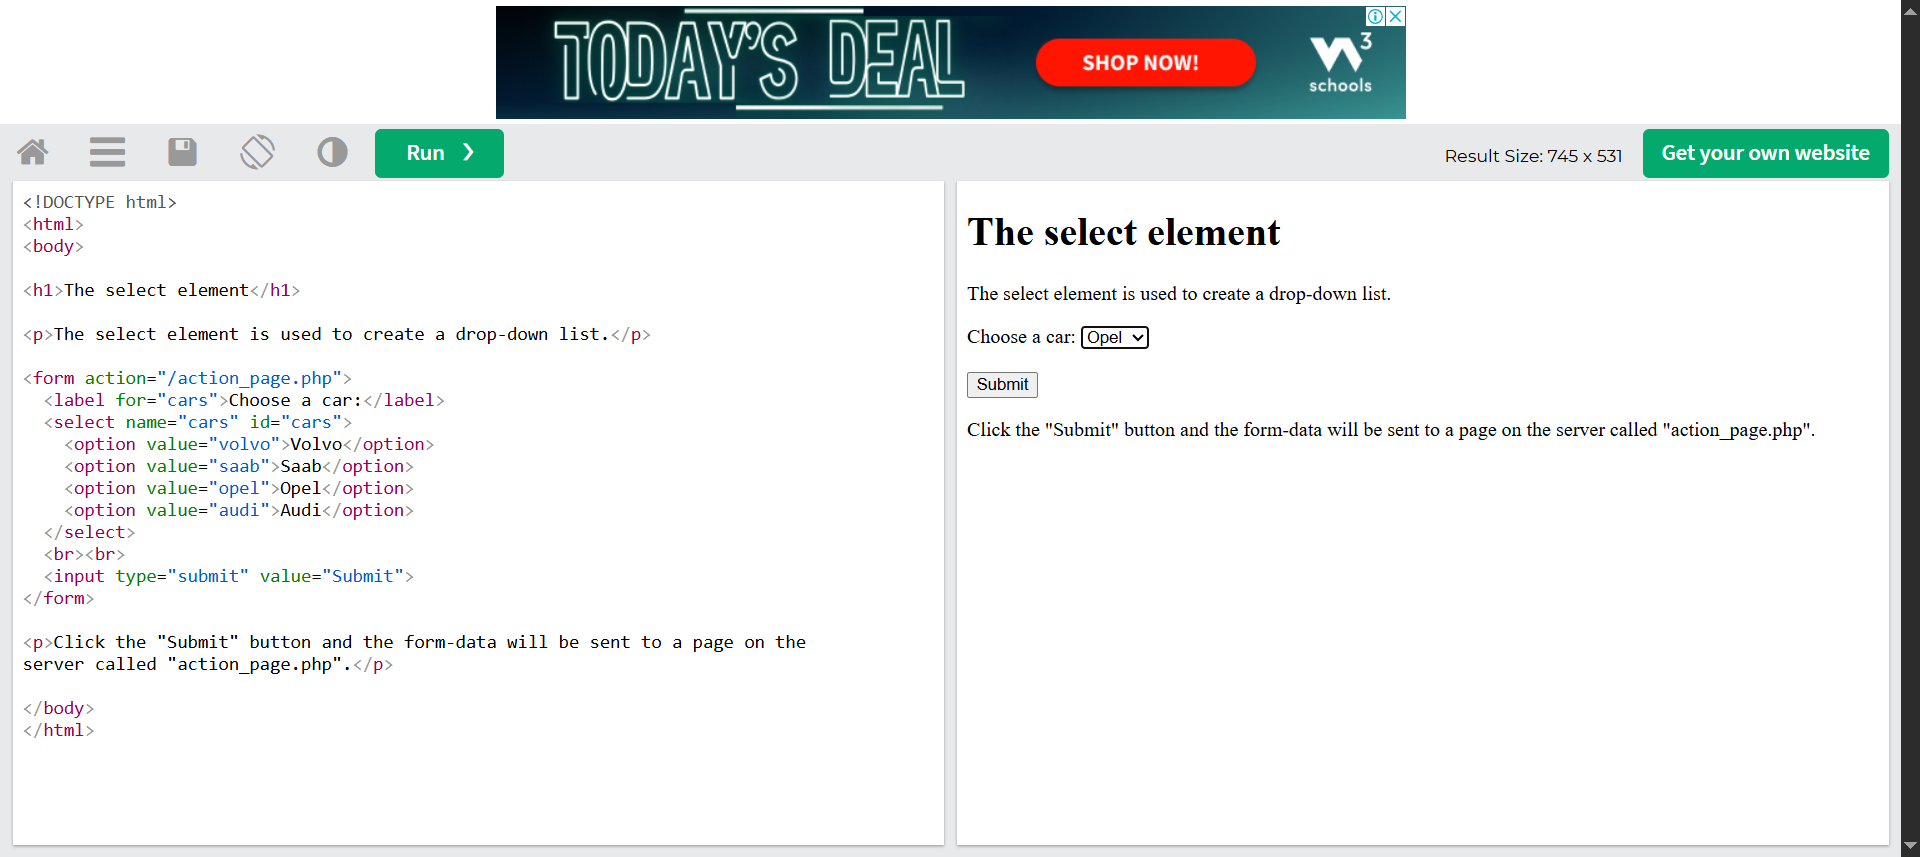 TODAY'S DEAL
SHOP NOW!
W3
schools
Run ❯
Result Size: 745 x 531
Get your own website
<!DOCTYPE html>
<html>
<body>
<h1>The select element</h1>
<p>The select element is used to create a drop-down list.</p>
<form action="/action_page.php">
<label for="cars">Choose a car:</label>
<select name="cars" id="cars">
<option value="volvo">Volvo</option>
<option value="saab">Saab</option>
<option value="opel">Opel</option>
<option value="audi">Audi</option>
</select>
<br><br>
<input type="submit" value="Submit">
</form>
<p>Click the "Submit" button and the form-data will be sent to a page on the
server called "action_page.php".</p>
</body>
</html>
The select element
The select element is used to create a drop-down list.
Choose a car: Opel
Submit
Click the "Submit" button and the form-data will be sent to a page on the server called "action_page.php".